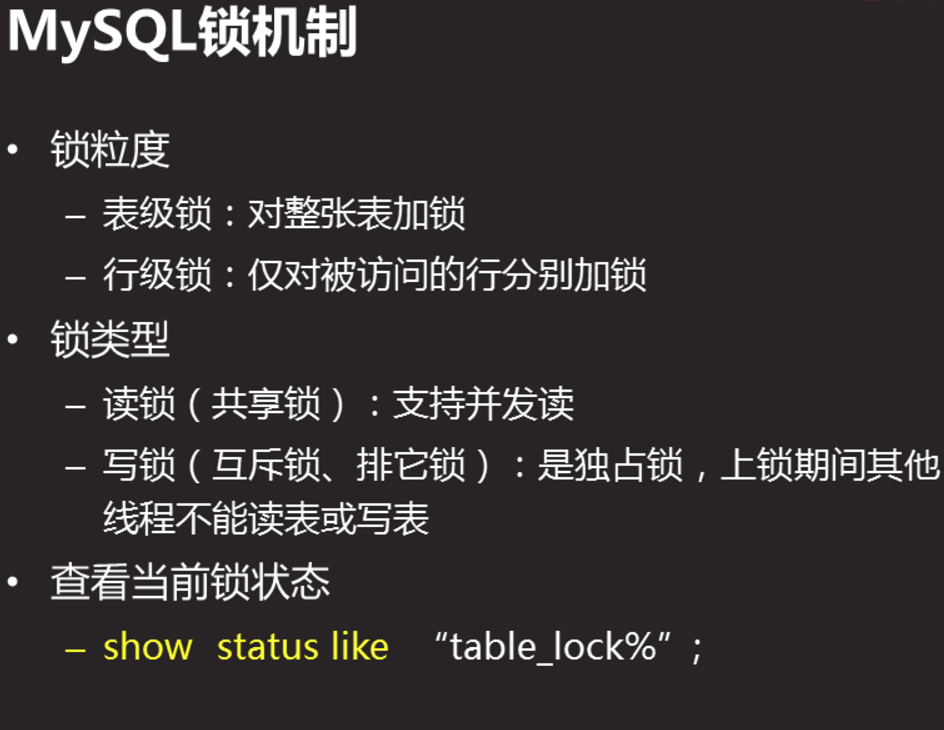 MySQL锁机制
• 锁粒度
– 表级锁：对整张表加锁
– 行级锁：仅对被访问的行分别加锁
• 锁类型
– 读锁（共享锁）：支持并发读
– 写锁（互斥锁、排它锁）：是独占锁，上锁期间其他
线程不能读表或写表
• 查看当前锁状态
– show status like “table_lock%”;